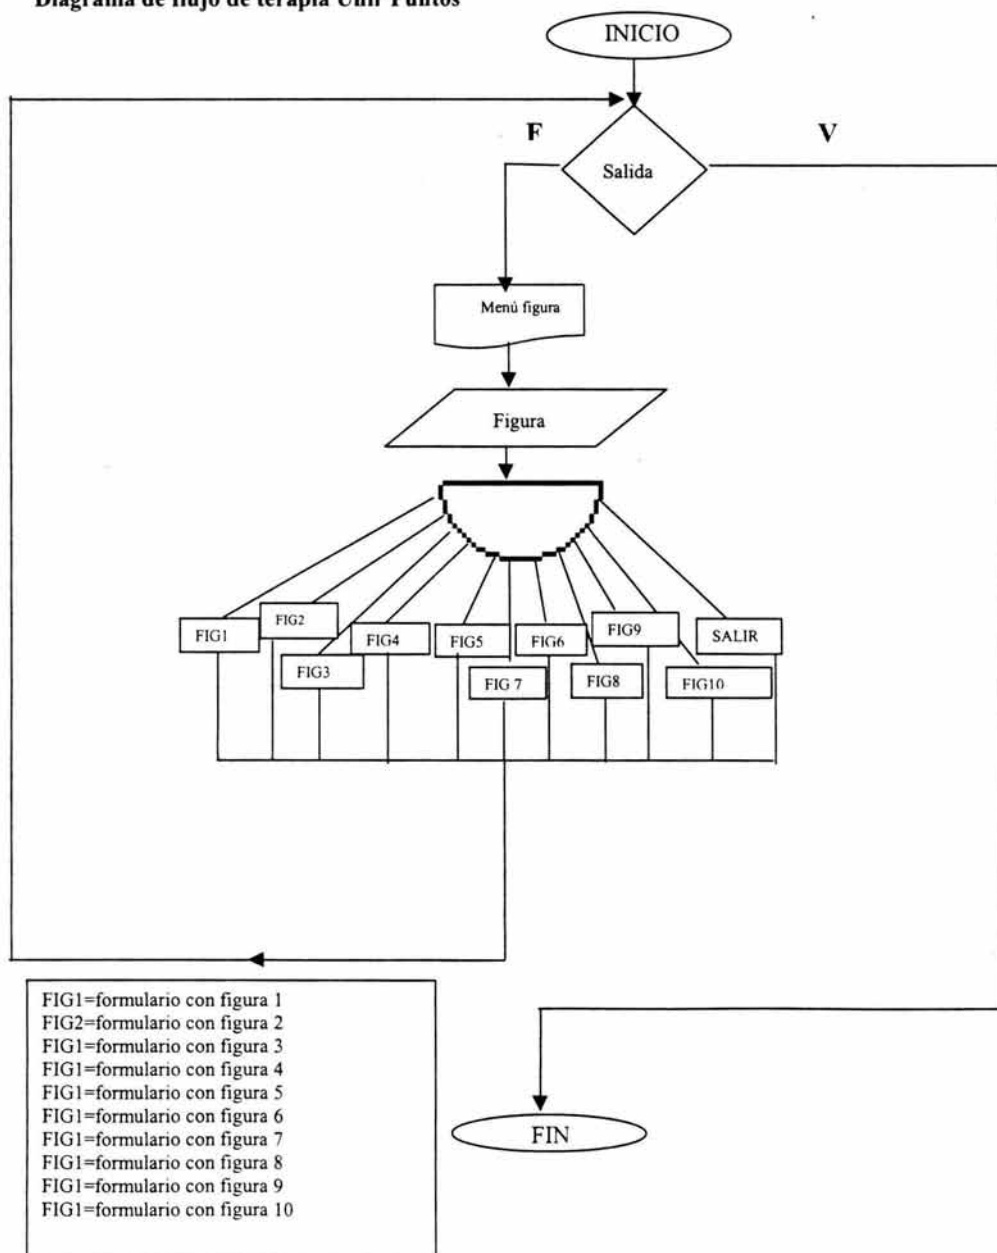 Diagrama de flujo de terapia Unir Puntos
INICIO
F
V
Salida
Menú figura
Figura
FIG1
FIG2
FIG3
FIG4
FIG5
FIG 7
FIG6
FIG8
FIG9
FIG10
SALIR
FIG1=formulario con figura 1
FIG2=formulario con figura 2
FIG1=formulario con figura 3
FIG1=formulario con figura 4
FIG1=formulario con figura 5
FIG1=formulario con figura 6
FIG1=formulario con figura 7
FIG1=formulario con figura 8
FIG1=formulario con figura 9
FIG1=formulario con figura 10
FIN